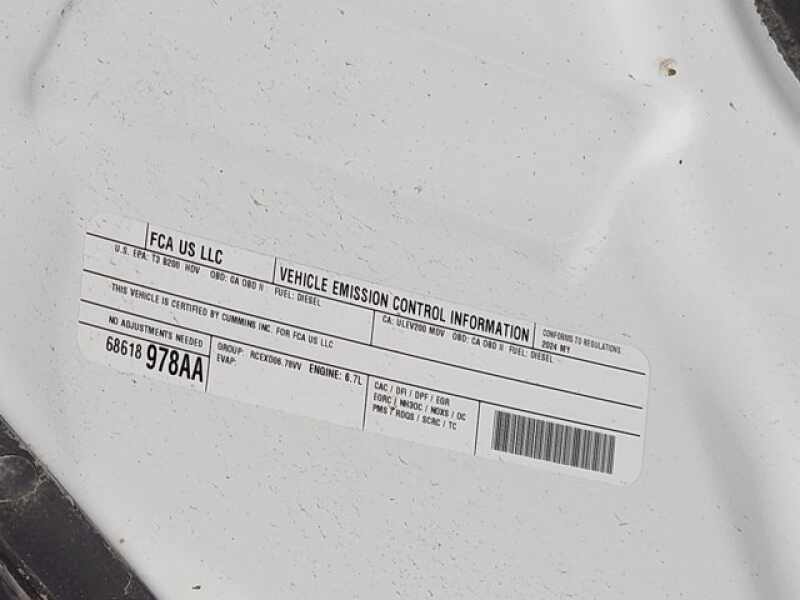 FCA US LLC
VEHICLE EMISSION CONTROL INFORMATION
CONFORMS TO REGULATIONS
2024 MY
U.S. EPA: T3 B200 HDV OBD: CA OBD II FUEL: DIESEL
CA: ULEV200 MDV OBD: CA OBD II FUEL: DIESEL
THIS VEHICLE IS CERTIFIED BY CUMMINS INC. FOR FCA US LLC
NO ADJUSTMENTS NEEDED
68618 978AA
GROUP: RCEXD06.78VV ENGINE: 6.7L
EVAP:
CAC / DFI / DPF / EGR
EGRC / NH3OC / NOXS / OC
PMS / RDQS / SCRC / TC